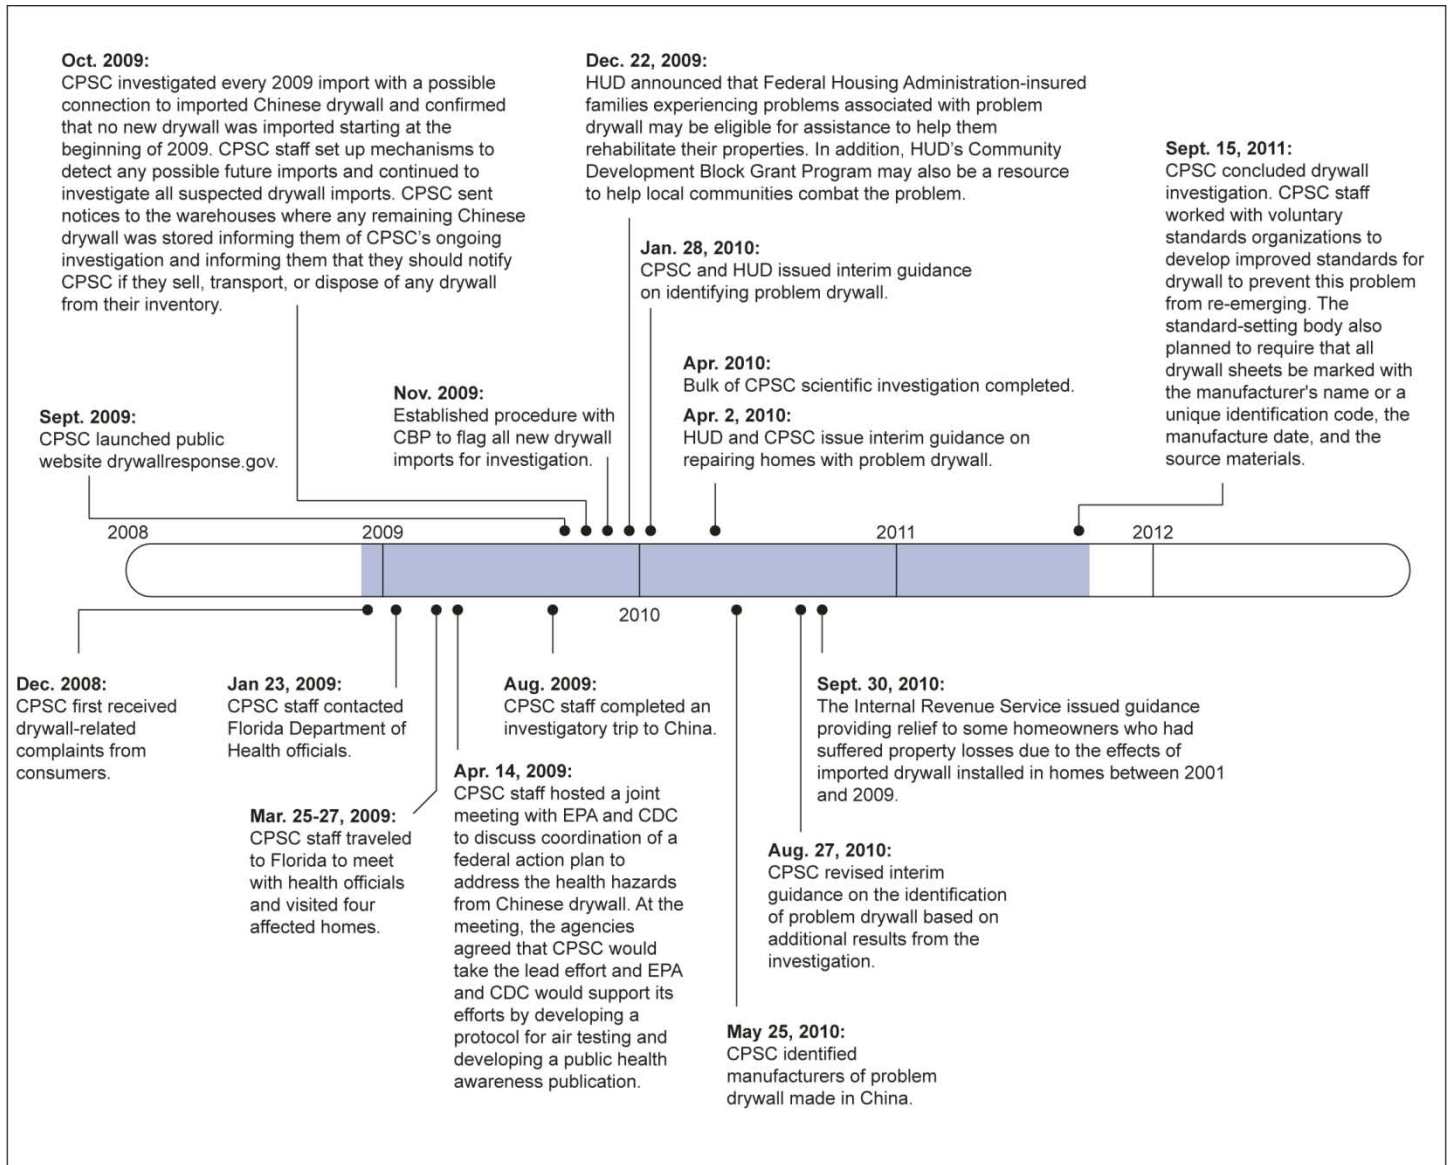 Oct. 2009:
CPSC investigated every 2009 import with a possible
connection to imported Chinese drywall and confirmed
that no new drywall was imported starting at the
beginning of 2009. CPSC staff set up mechanisms to
detect any possible future imports and continued to
investigate all suspected drywall imports. CPSC sent
notices to the warehouses where any remaining Chinese
drywall was stored informing them of CPSC's ongoing
investigation and informing them that they should notify
CPSC if they sell, transport, or dispose of any drywall
from their inventory.
Dec. 22, 2009:
HUD announced that Federal Housing Administration-insured
families experiencing problems associated with problem
drywall may be eligible for assistance to help them
rehabilitate their properties. In addition, HUD's Community
Development Block Grant Program may also be a resource
to help local communities combat the problem.
Sept. 15, 2011:
CPSC concluded drywall
investigation. CPSC staff
worked with voluntary
standards organizations to
develop improved standards for
drywall to prevent this problem
from re-emerging. The
standard-setting body also
planned to require that all
drywall sheets be marked with
the manufacturer's name or a
unique identification code, the
manufacture date, and the
source materials.
Jan. 28, 2010:
CPSC and HUD issued interim guidance
on identifying problem drywall.
Apr. 2010:
Bulk of CPSC scientific investigation completed.
Apr. 2, 2010:
HUD and CPSC issue interim guidance on
repairing homes with problem drywall.
Nov. 2009:
Established procedure with
CBP to flag all new drywall
imports for investigation.
Sept. 2009:
CPSC launched public
website drywallresponse.gov.
2008
2009
2011
2012
2010
Dec. 2008:
CPSC first received
drywall-related
complaints from
consumers.
Jan 23, 2009:
CPSC staff contacted
Florida Department of
Health officials.
Mar. 25-27, 2009:
CPSC staff traveled
to Florida to meet
with health officials
and visited four
affected homes.
Aug. 2009:
CPSC staff completed an
investigatory trip to China.
Apr. 14, 2009:
CPSC staff hosted a joint
meeting with EPA and CDC
to discuss coordination of a
federal action plan to
address the health hazards
from Chinese drywall. At the
meeting, the agencies
agreed that CPSC would
take the lead effort and EPA
and CDC would support its
efforts by developing a
protocol for air testing and
developing a public health
awareness publication.
Sept. 30, 2010:
The Internal Revenue Service issued guidance
providing relief to some homeowners who had
suffered property losses due to the effects of
imported drywall installed in homes between 2001
and 2009.
Aug. 27, 2010:
CPSC revised interim
guidance on the identification
of problem drywall based on
additional results from the
investigation.
May 25, 2010:
CPSC identified
manufacturers of problem
drywall made in China.